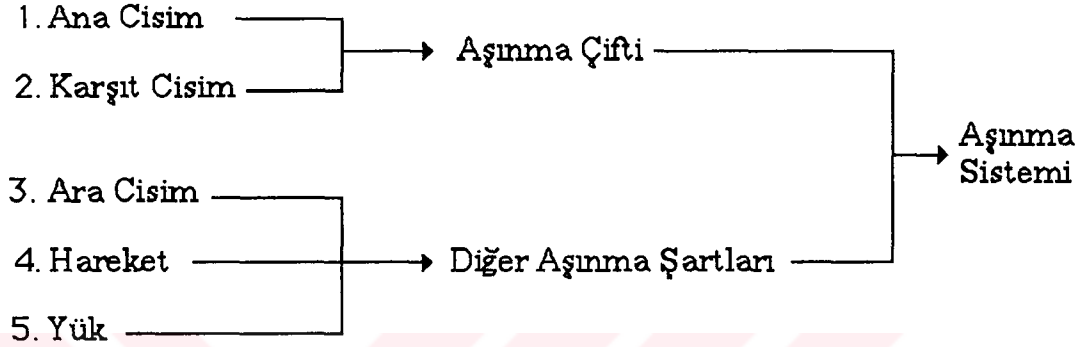 1. Ana Cisim
2. Karşıt Cisim
Aşınma Çifti
3. Ara Cisim
4. Hareket
5. Yük
Diğer Aşınma Şartları
Aşınma
Sistemi